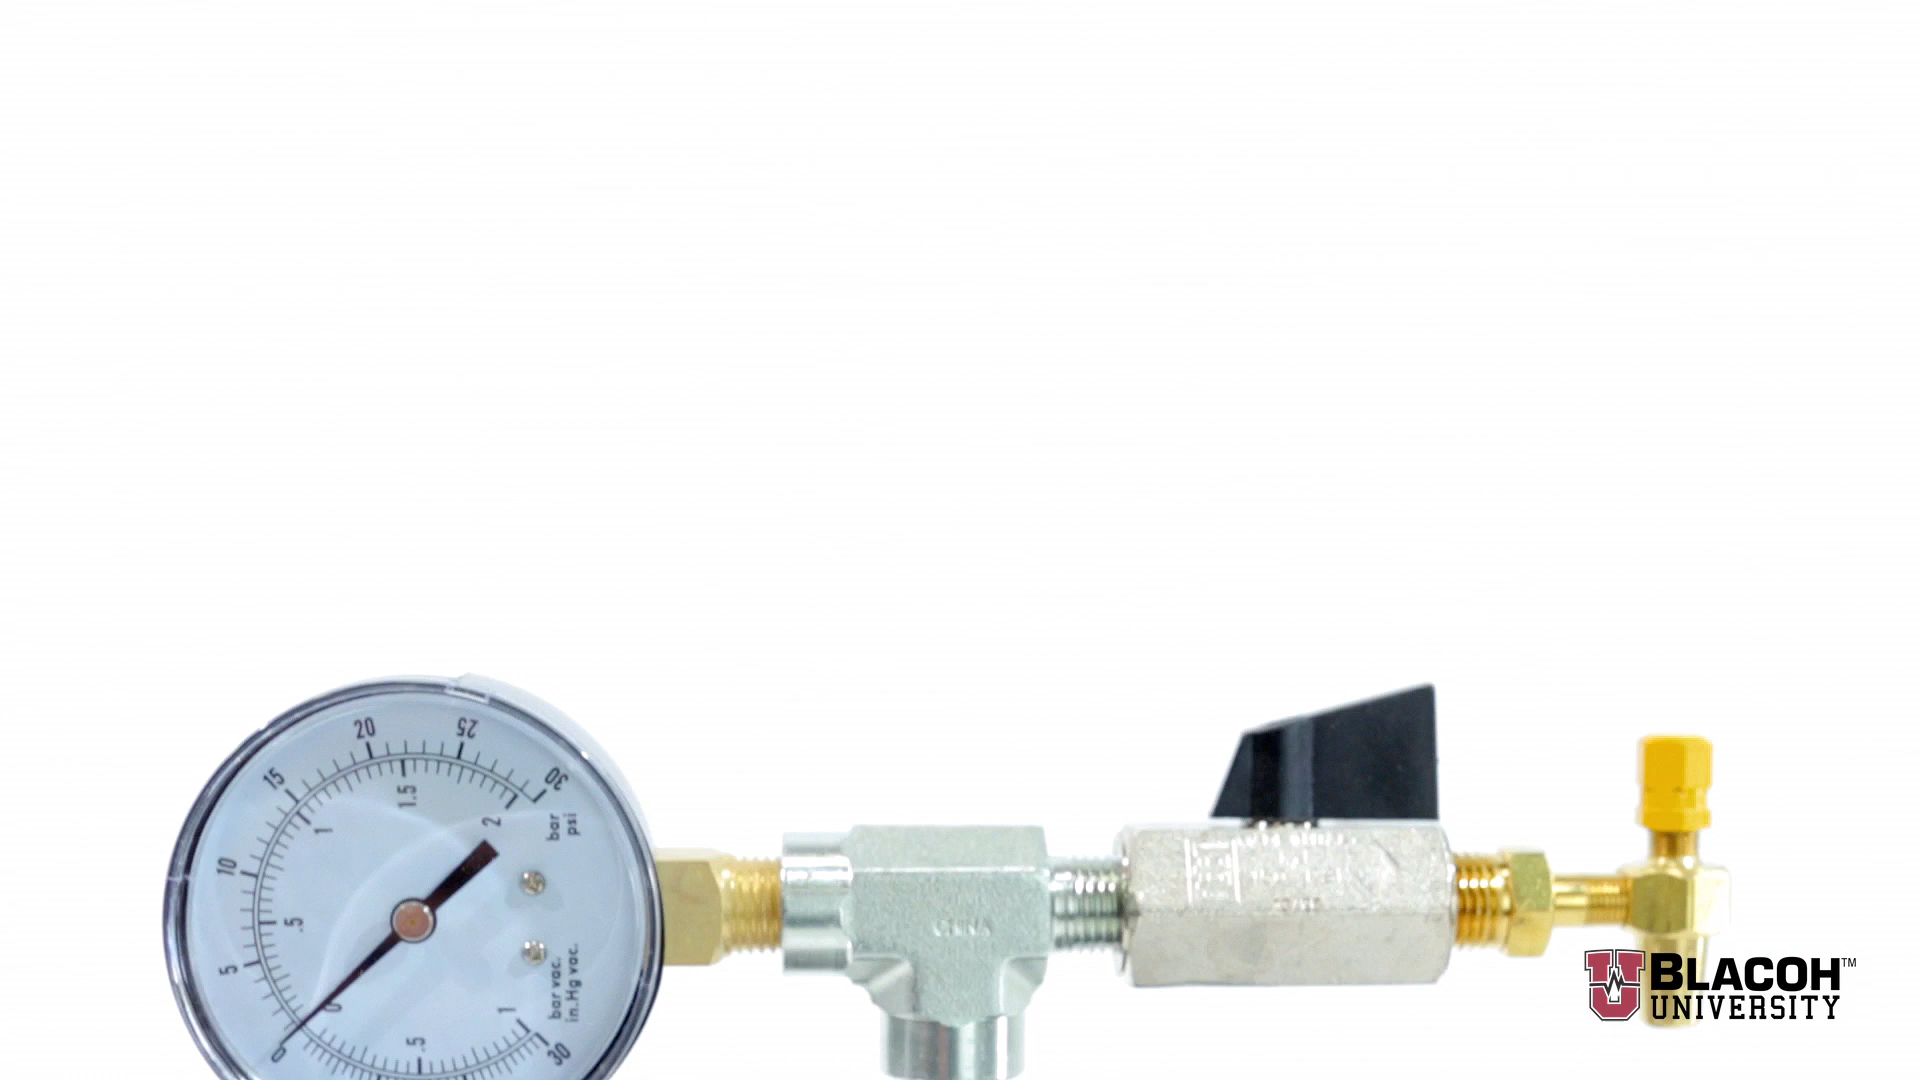 20
25
15
30
1.5
1
2
bar
psi
10
.5
5
0
0
bar vac.
in.Hg vac.
1
.5
30
CHINA
BLACOH™
UNIVERSITY